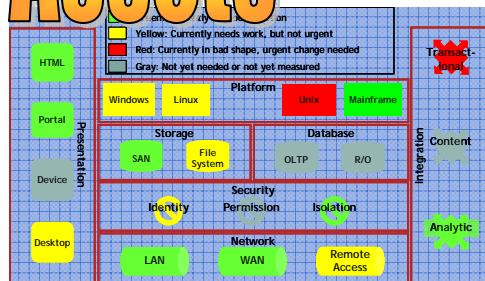 Assets
Yellow: Currently needs work, but not urgent
Red: Currently in bad shape, urgent change needed
Gray: Not yet needed or not yet measured
HTML
Portal
Device
Desktop
Presentation
Platform
Windows
Linux
Unix
Mainframe
Storage
SAN
File
System
Database
OLTP
R/O
Security
Identity
Permission
Isolation
Network
LAN
WAN
Remote
Access
Integration
Transact-
ional
Content
Analytic